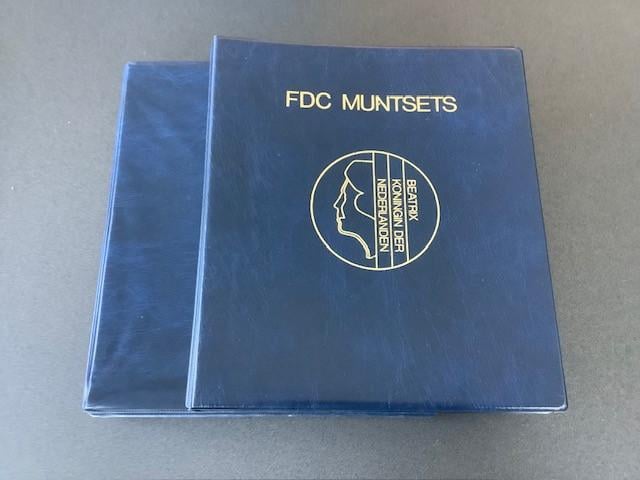 FDC MUNTSETS
BEATRIX
KONINGIN DER
NEDERLANDEN